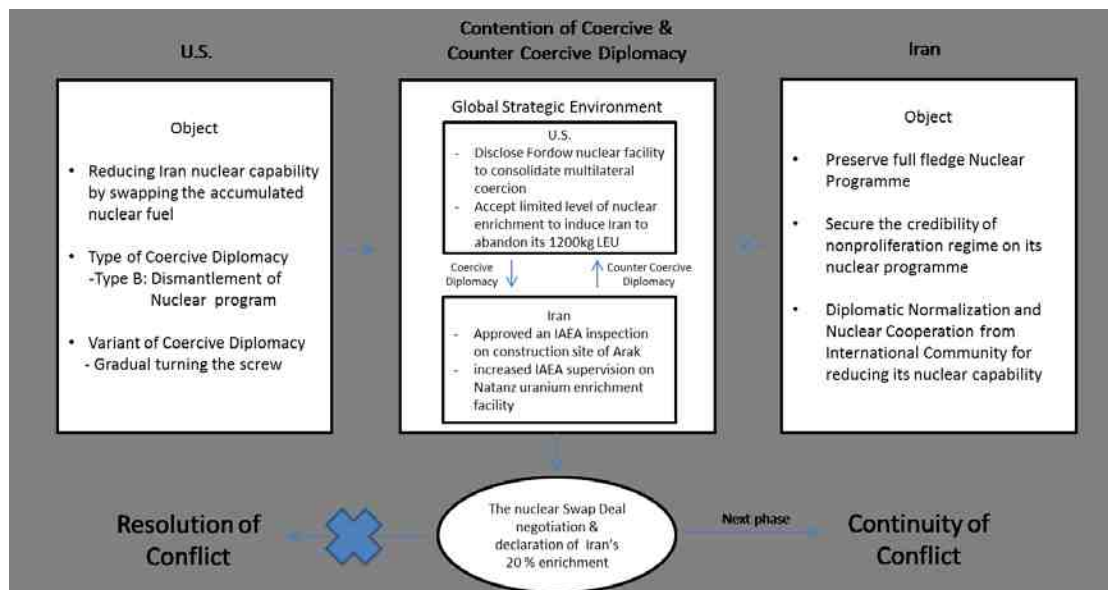 U.S.
Object
• Reducing Iran nuclear capability
by swapping the accumulated
nuclear fuel
• Type of Coercive Diplomacy
-Type B: Dismantlement of
Nuclear program
• Variant of Coercive Diplomacy
- Gradual turning the screw
Contention of Coercive &
Counter Coercive Diplomacy
Global Strategic Environment
U.S.
- Disclose Fordow nuclear facility
to consolidate multilateral
coercion
- Accept limited level of nuclear
enrichment to induce Iran to
abandon its 1200kg LEU
Coercive
Diplomacy
Counter Coercive
Diplomacy
Iran
- Approved an IAEA inspection
on construction site of Arak
- increased IAEA supervision on
Natanz uranium enrichment
facility
Iran
Object
• Preserve full fledge Nuclear
Programme
• Secure the credibility of
nonproliferation regime on its
nuclear programme
• Diplomatic Normalization and
Nuclear Cooperation from
International Community for
reducing its nuclear capability
Resolution of
Conflict
The nuclear Swap Deal
negotiation &
declaration of Iran's
20 % enrichment
Next phase
Continuity of
Conflict